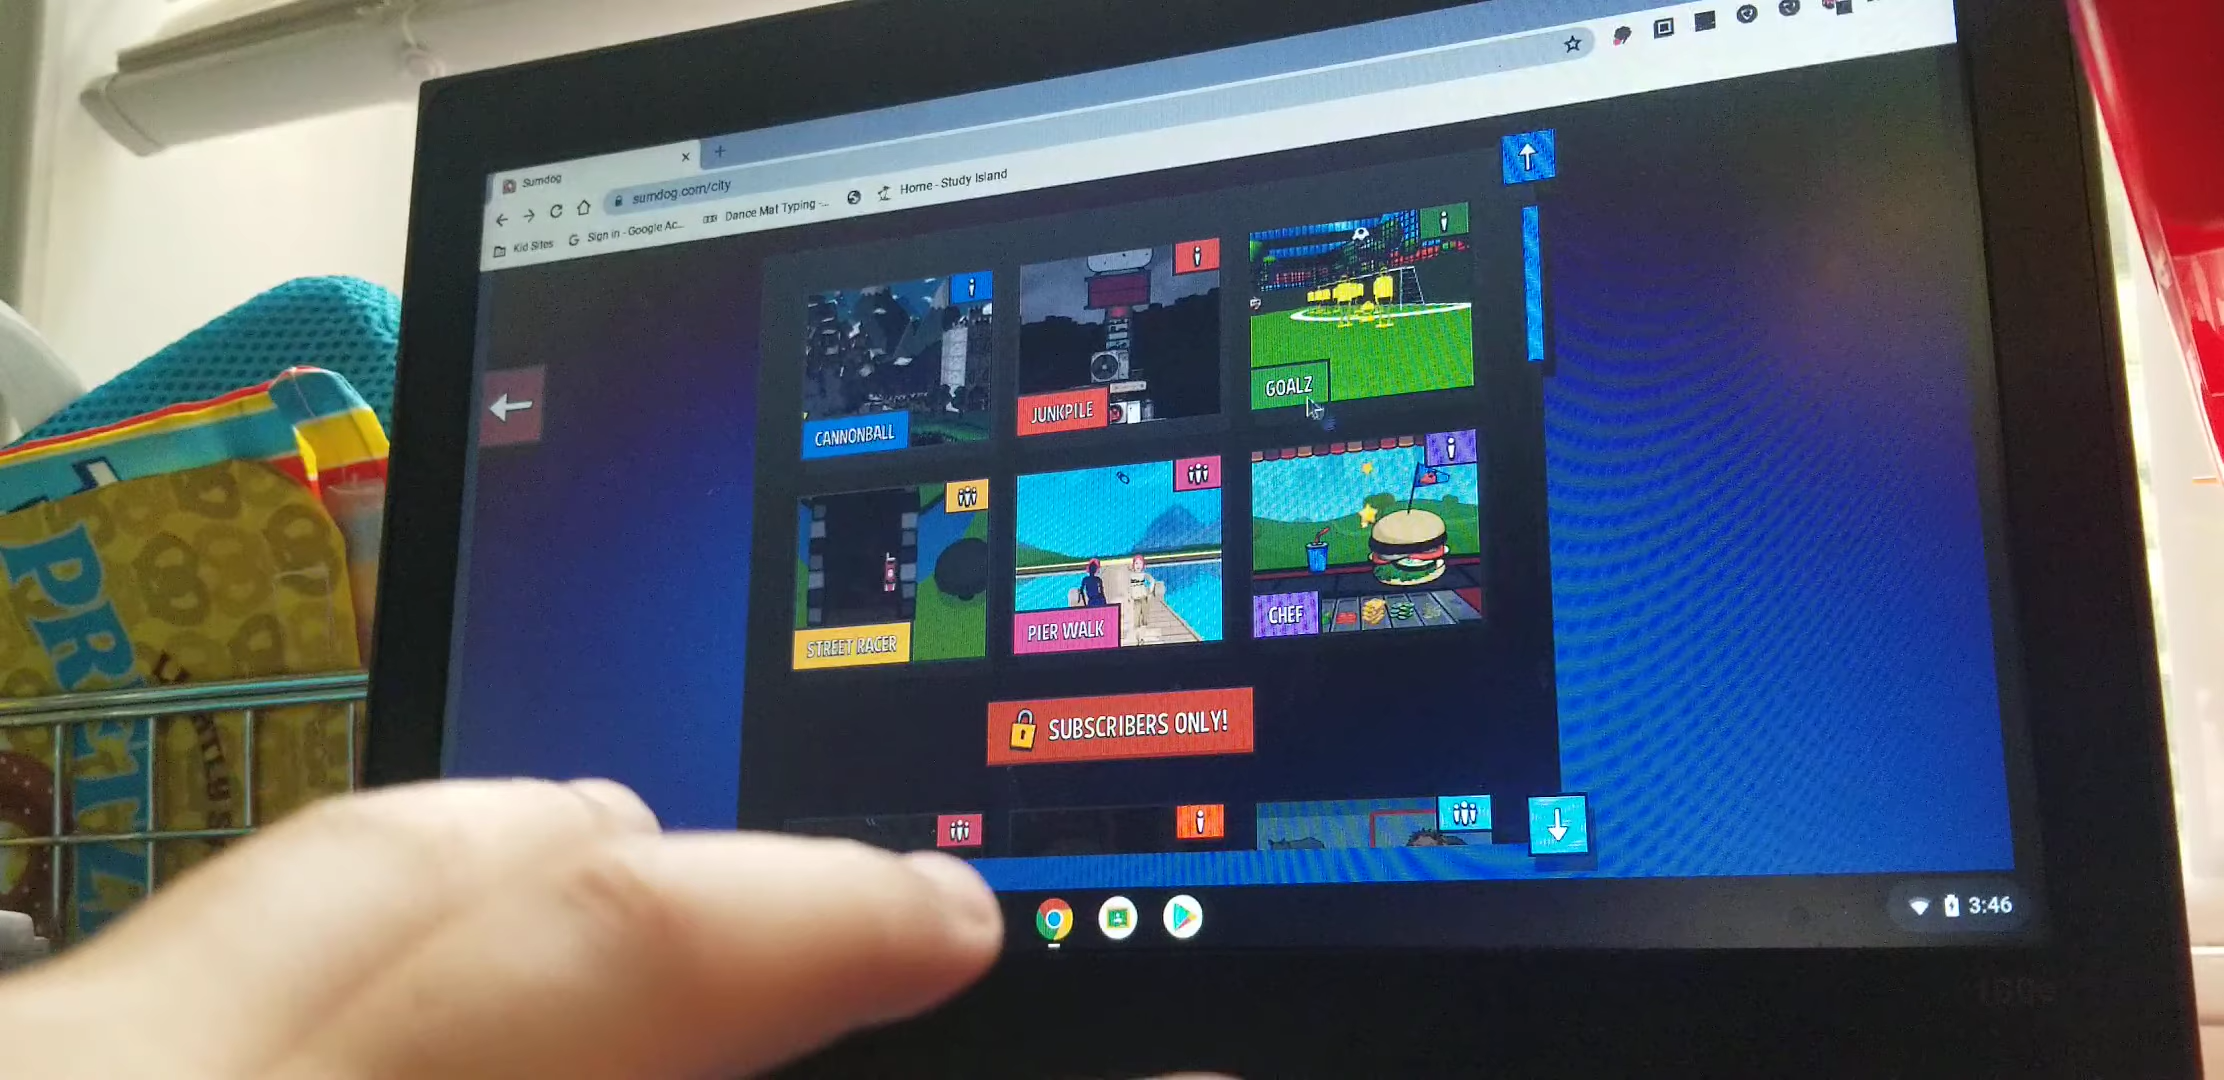 Sumdog
sumdog.com/city
Kid Sites
Sign in - Google Ac...
Dance Mat Typing -...
Home - Study Island
CANNONBALL
JUNKPILE
GOALZ
STREET RACER
PIER WALK
CHEF
SUBSCRIBERS ONLY!
3:46